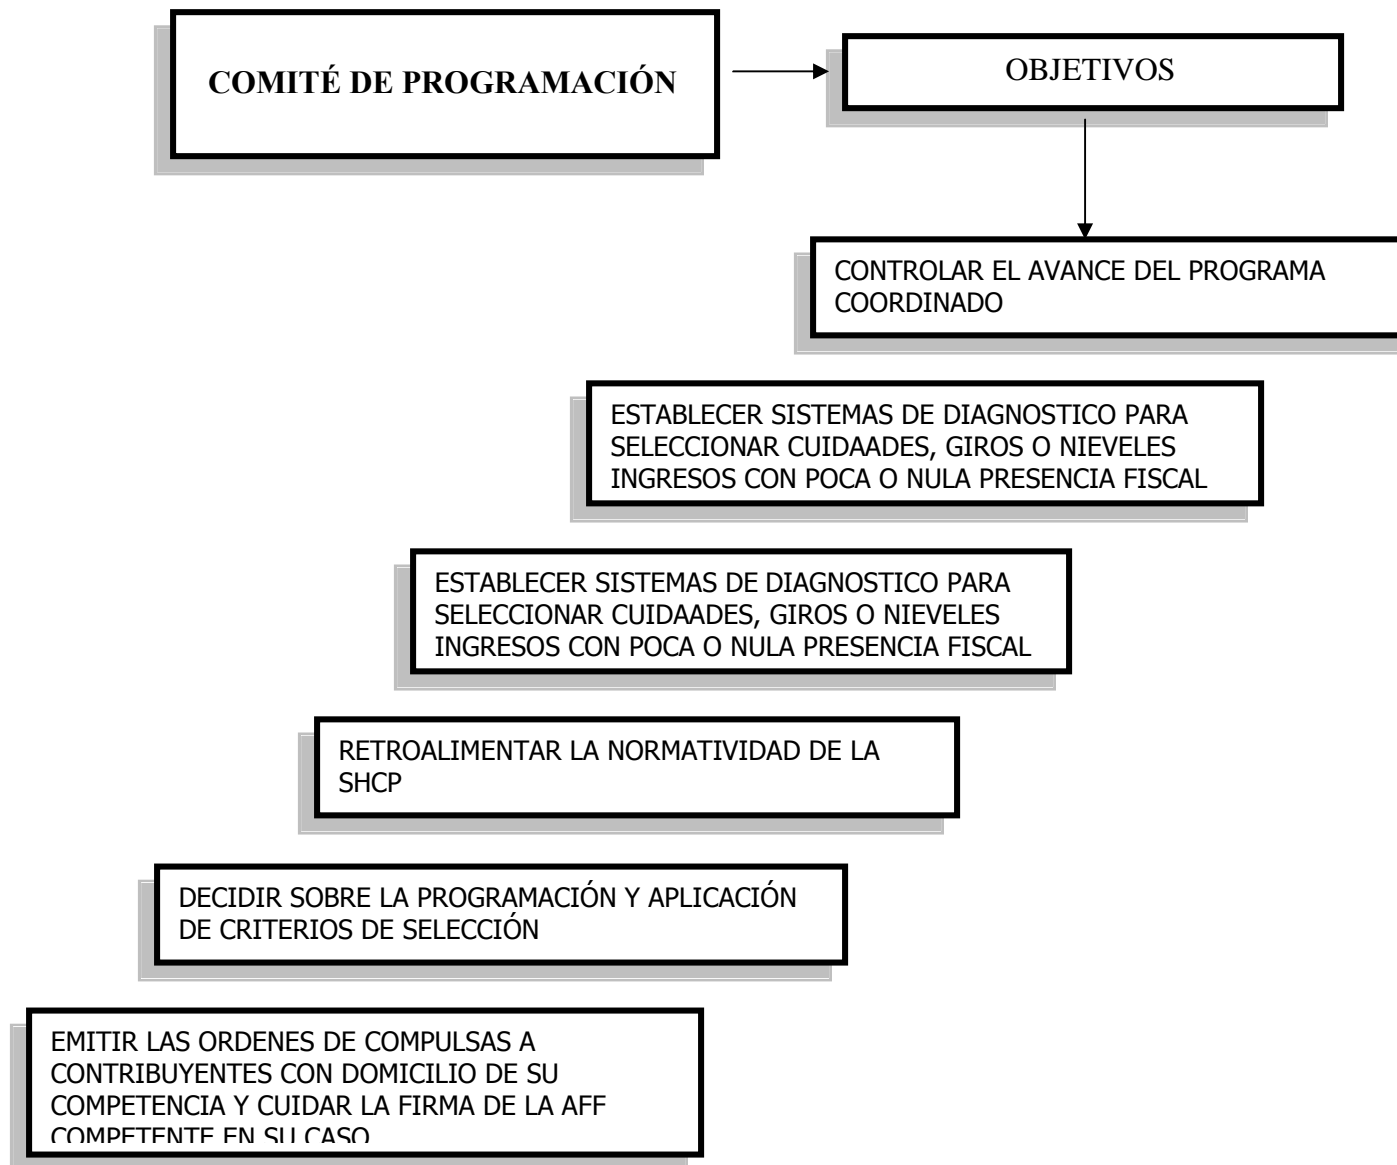 COMITÉ DE PROGRAMACIÓN
OBJETIVOS
CONTROLAR EL AVANCE DEL PROGRAMA
COORDINADO
ESTABLECER SISTEMAS DE DIAGNOSTICO PARA
SELECCIONAR CUIDAADES, GIROS O NIEVELES
INGRESOS CON POCA O NULA PRESENCIA FISCAL
ESTABLECER SISTEMAS DE DIAGNOSTICO PARA
SELECCIONAR CUIDAADES, GIROS O NIEVELES
INGRESOS CON POCA O NULA PRESENCIA FISCAL
RETROALIMENTAR LA NORMATIVIDAD DE LA
SHCP
DECIDIR SOBRE LA PROGRAMACIÓN Y APLICACIÓN
DE CRITERIOS DE SELECCIÓN
EMITIR LAS ORDENES DE COMPULSAS A
CONTRIBUYENTES CON DOMICILIO DE SU
COMPETENCIA Y CUIDAR LA FIRMA DE LA AFF
COMPETENTE EN SU CASO